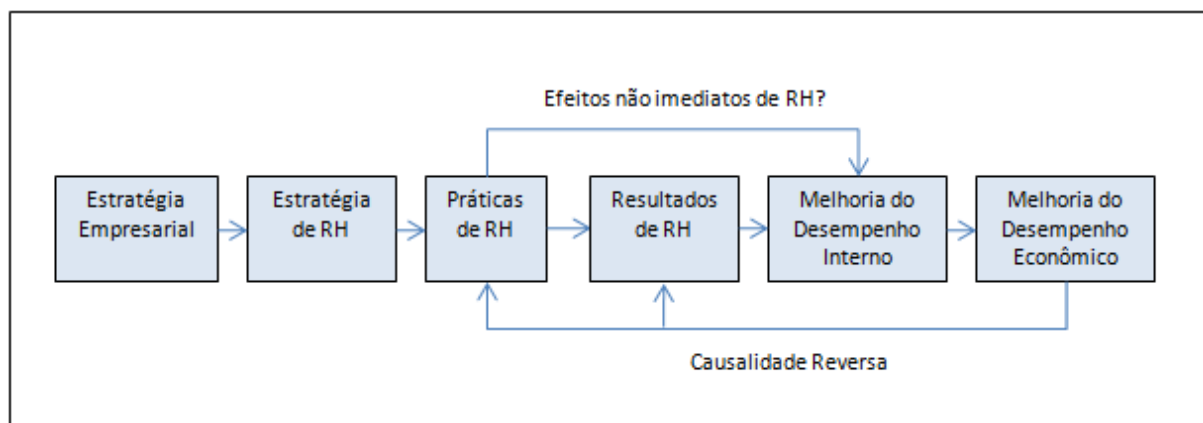 Efeitos não imediatos de RH?
Estratégia
Empresarial
Estratégia
de RH
Práticas
de RH
Resultados
de RH
Melhoria do
Desempenho
Interno
Melhoria do
Desempenho
Econômico
Causalidade Reversa